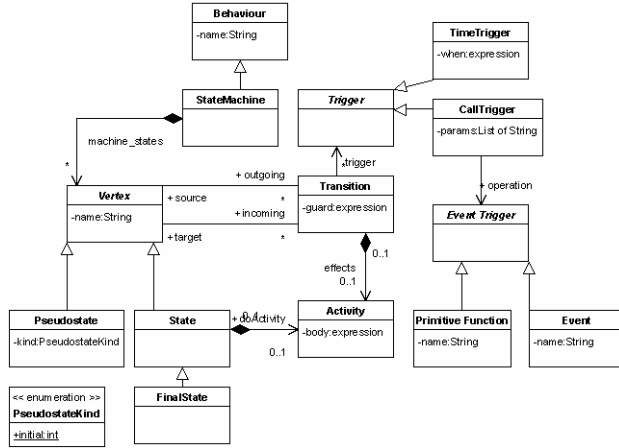 Behaviour
-name:String
TimeTrigger
-when:expression
StateMachine
Trigger
CallTrigger
-params:List of String
machine_states
*
+ outgoing
* trigger
+ operation
Vertex
-name:String
+ source
*
+ incoming
+ target
*
Transition
-guard:expression
Event Trigger
0..1
effects
0..1
Pseudostate
-kind:PseudostateKind
State
0..1
+ doActivity
0..1
Activity
-body:expression
Primitive Function
-name:String
Event
-name:String
<< enumeration >>
PseudostateKind
+initial:int
FinalState